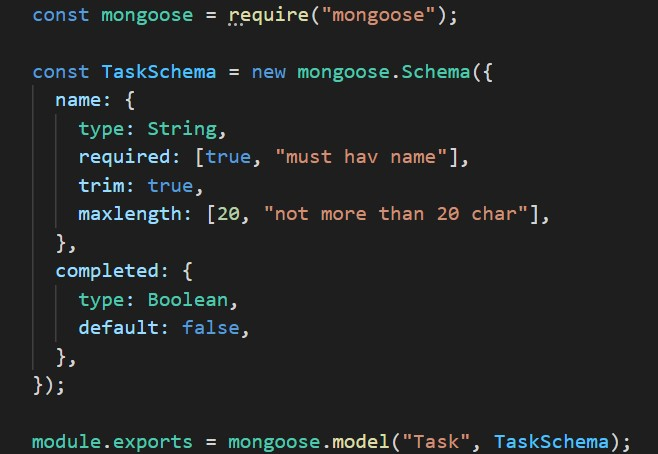 const mongoose = require("mongoose");
const TaskSchema = new mongoose.Schema({
name: {
type: String,
required: [true, "must hav name"],
trim: true,
maxlength: [20, "not more than 20 char"],
},
completed: {
type: Boolean,
default: false,
},
});
module.exports = mongoose.model("Task", TaskSchema);